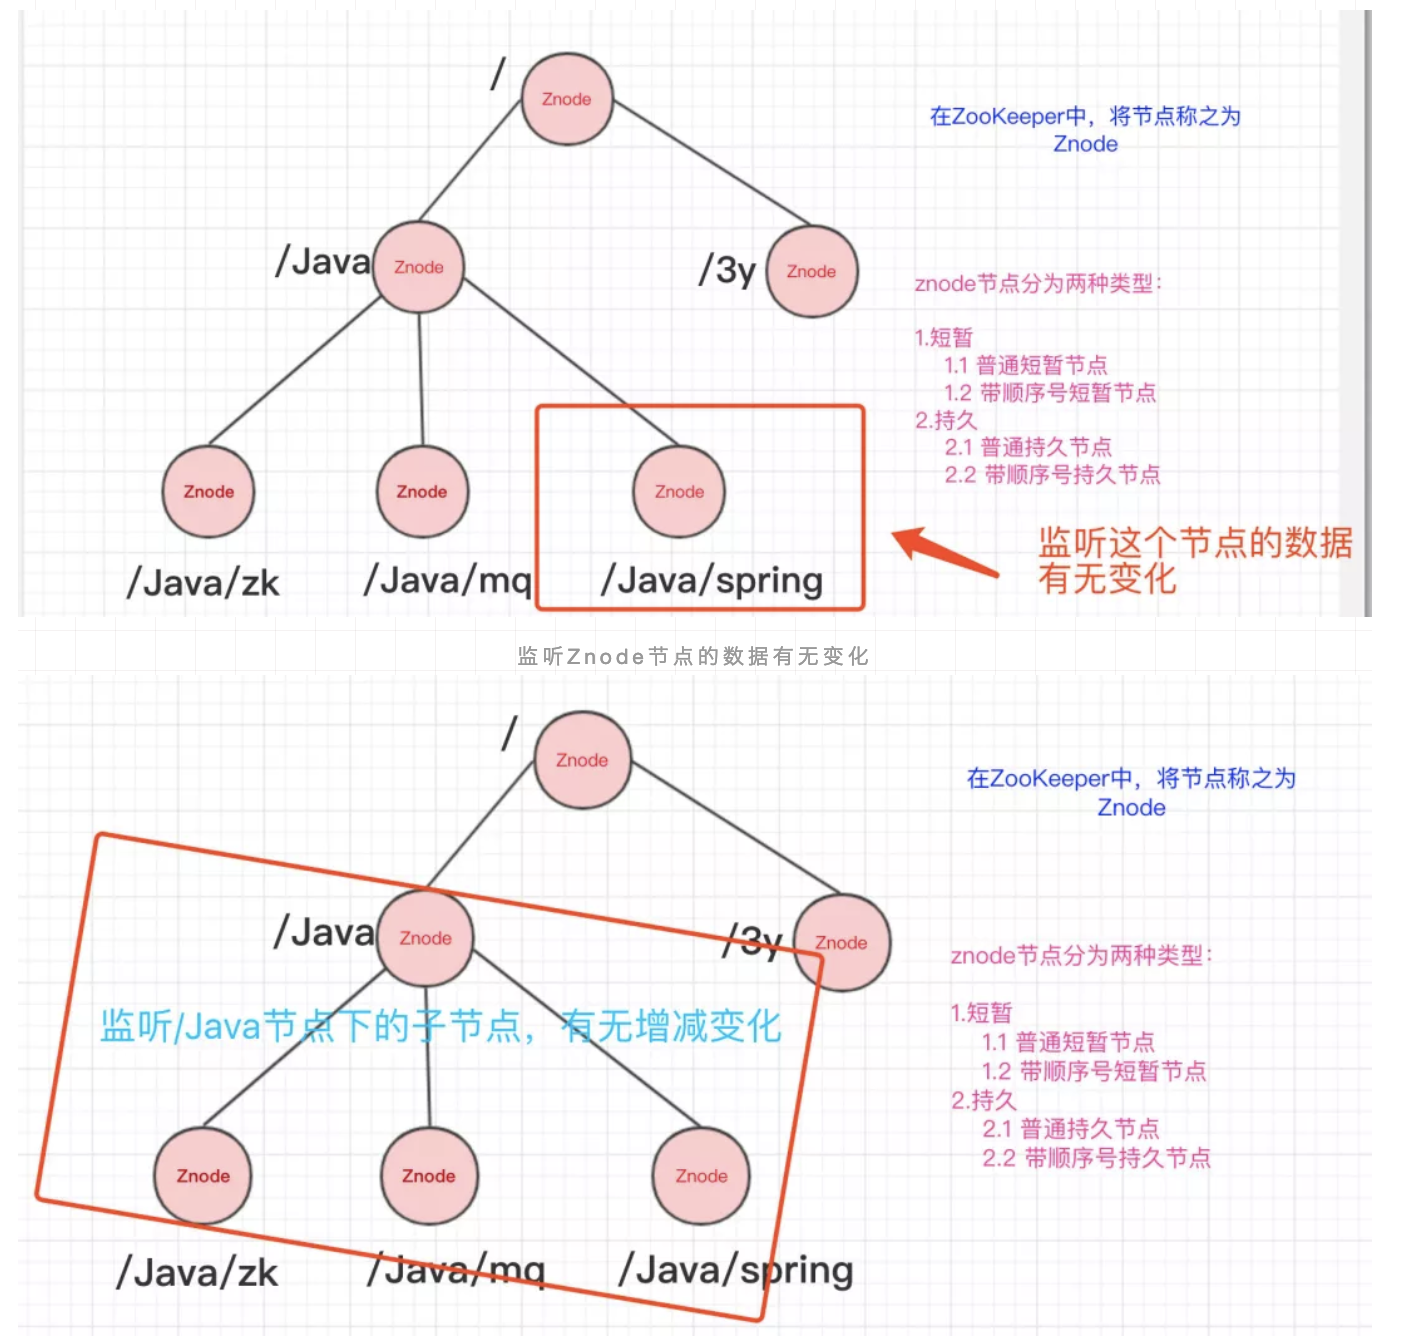 /
Znode
在ZooKeeper中，将节点称之为
Znode
/Java
Znode
/3y
Znode
znode节点分为两种类型：
1.短暂
1.1 普通短暂节点
1.2 带顺序号短暂节点
2.持久
2.1 普通持久节点
2.2 带顺序号持久节点
Znode
Znode
Znode
/Java/zk
/Java/mq
/Java/spring
监听这个节点的数据
有无变化
监听Znode节点的数据有无变化
/
Znode
在ZooKeeper中，将节点称之为
Znode
/Java
Znode
/3y
Znode
znode节点分为两种类型：
监听/Java节点下的子节点，有无增减变化
1.短暂
1.1 普通短暂节点
1.2 带顺序号短暂节点
2.持久
2.1 普通持久节点
2.2 带顺序号持久节点
Znode
Znode
Znode
/Java/zk
/Java/mq
/Java/spring